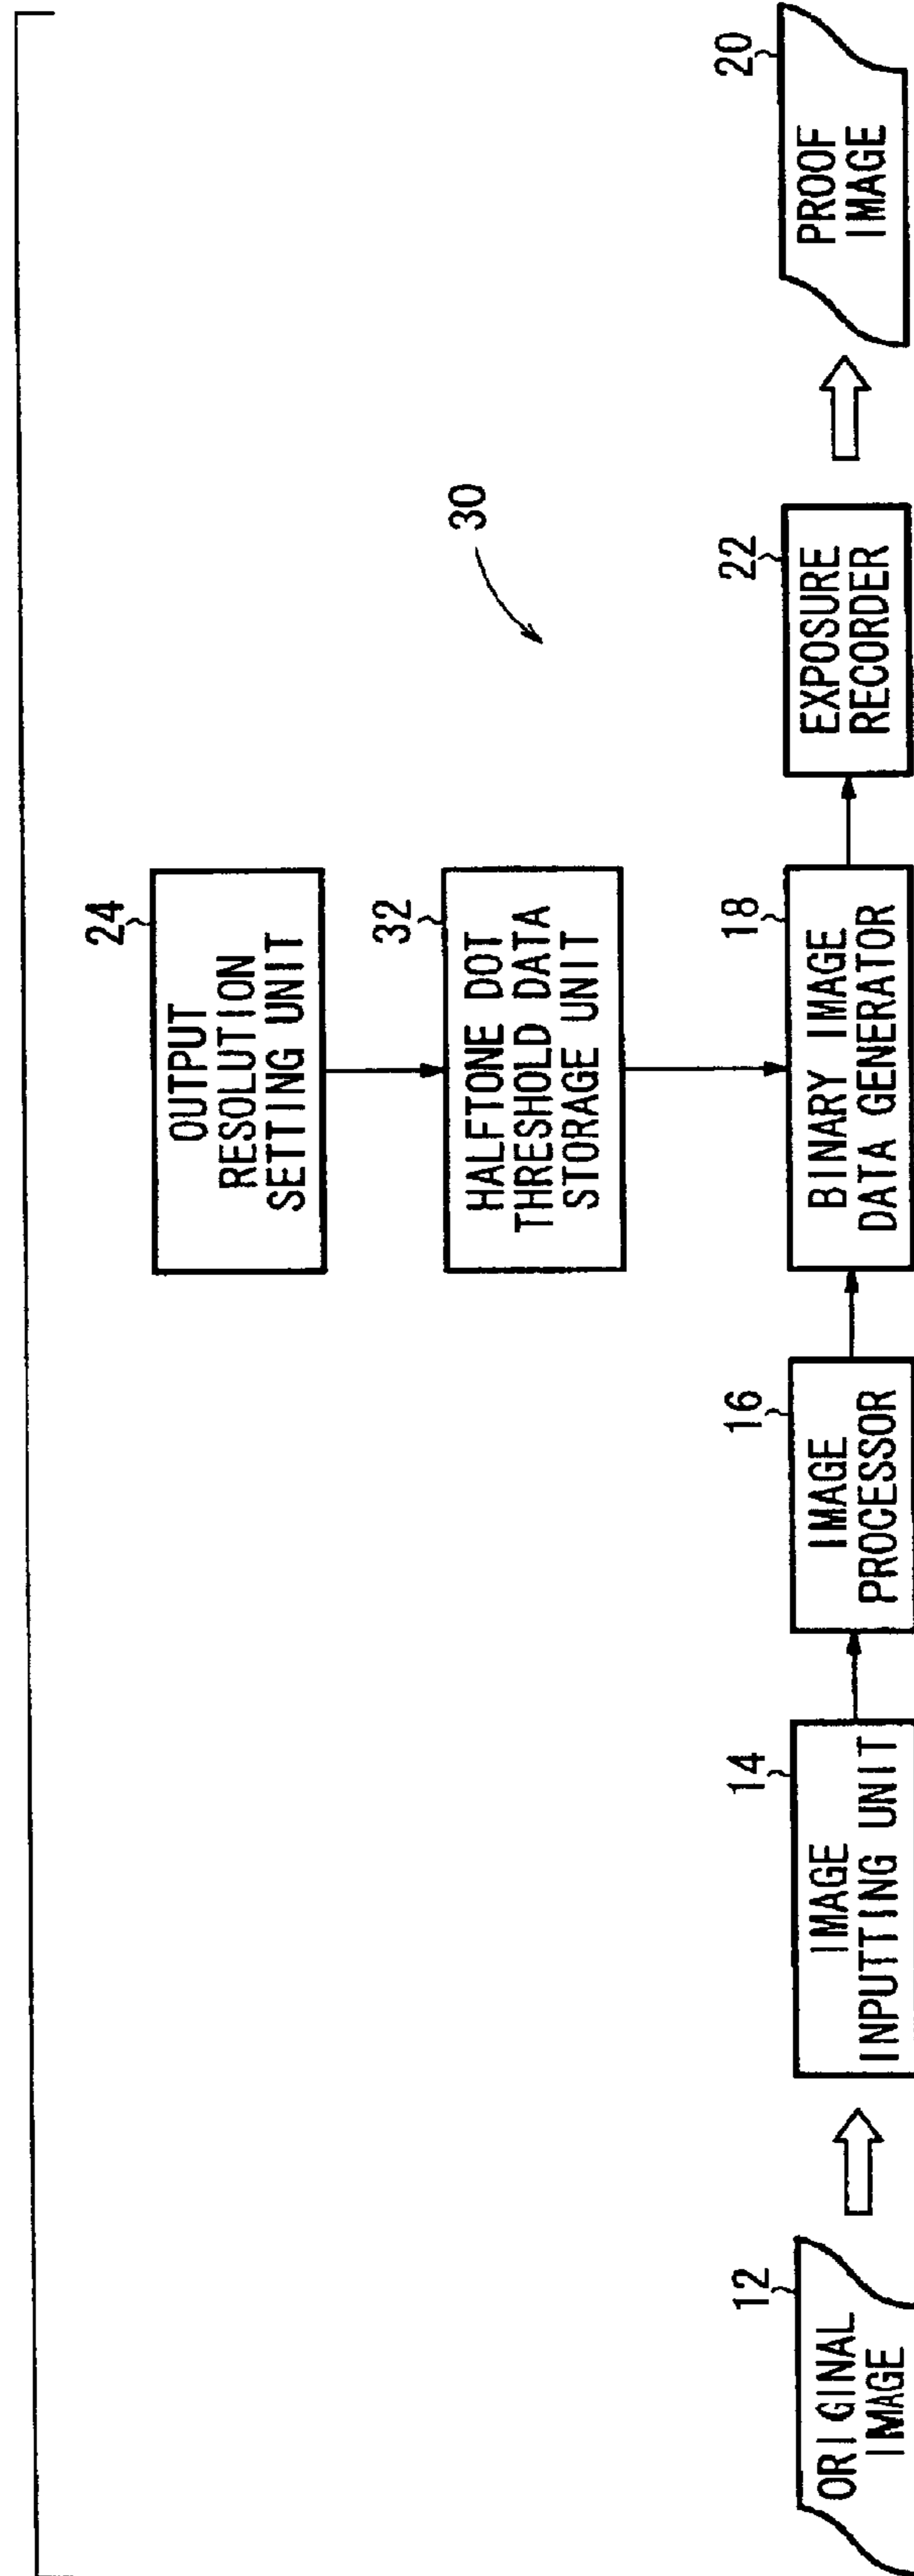 30
24
OUTPUT
RESOLUTION
SETTING UNIT
32
HALFTONE DOT
THRESHOLD DATA
STORAGE UNIT
12
ORIGINAL
IMAGE
14
IMAGE
INPUTTING UNIT
16
IMAGE
PROCESSOR
18
BINARY IMAGE
DATA GENERATOR
22
EXPOSURE
RECORDER
20
PROOF
IMAGE